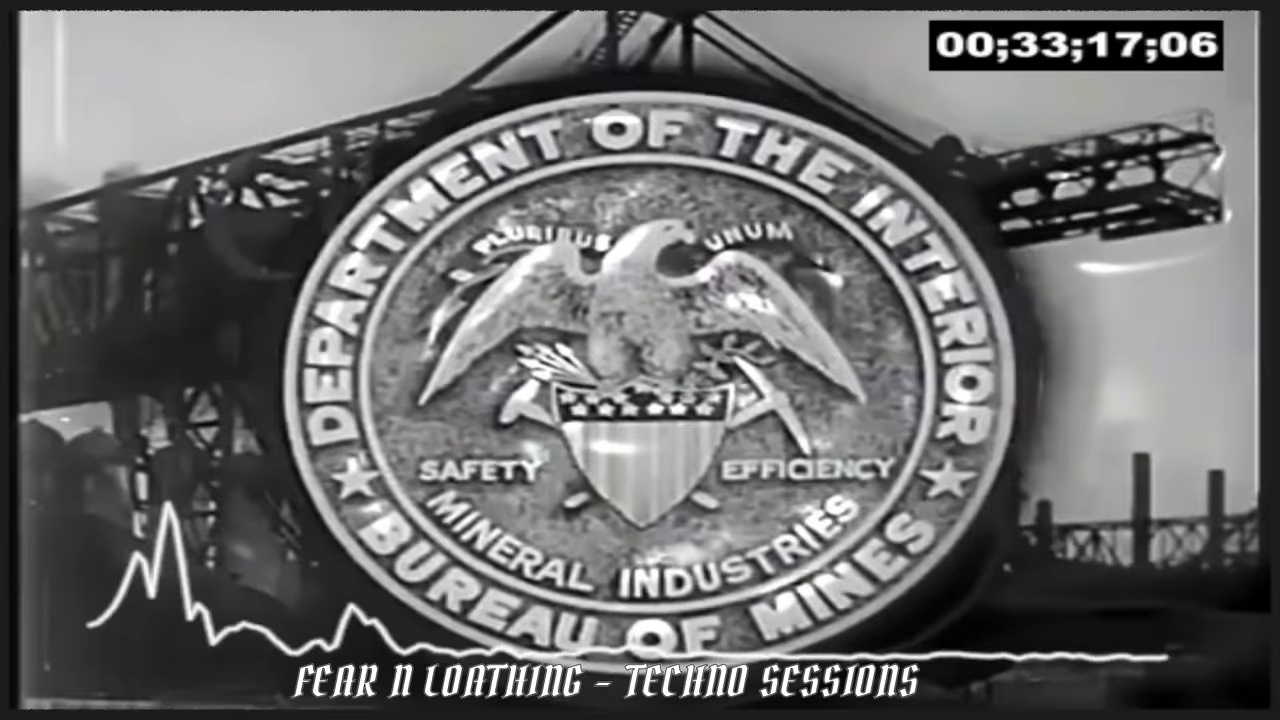 00;33;17;06
DEPARTMENT OF THE INTERIOR
E PLURIBUS UNUM
SAFETY EFFICIENCY
MINERAL INDUSTRIES
BUREAU OF MINES
FEAR N LOATHING - TECHNO SESSIONS